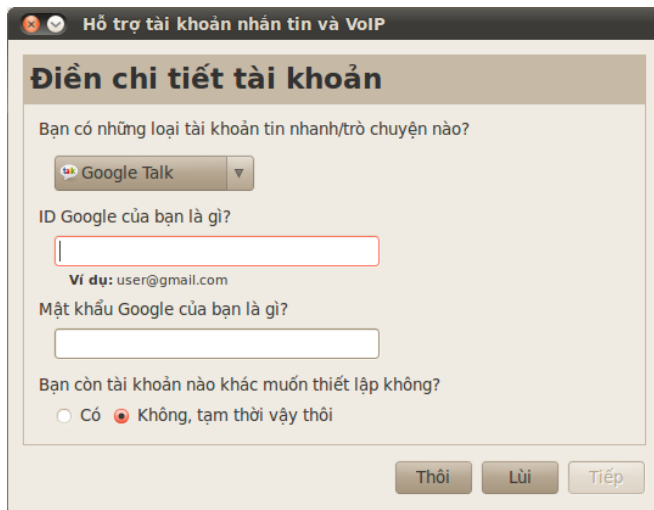 Hỗ trợ tài khoản nhắn tin và VoIP
Điền chi tiết tài khoản
Bạn có những loại tài khoản tin nhanh/trò chuyện nào?
talk Google Talk
ID Google của bạn là gì?
Ví dụ: user@gmail.com
Mật khẩu Google của bạn là gì?
Bạn còn tài khoản nào khác muốn thiết lập không?
Có Không, tạm thời vậy thôi
Thôi Lùi Tiếp